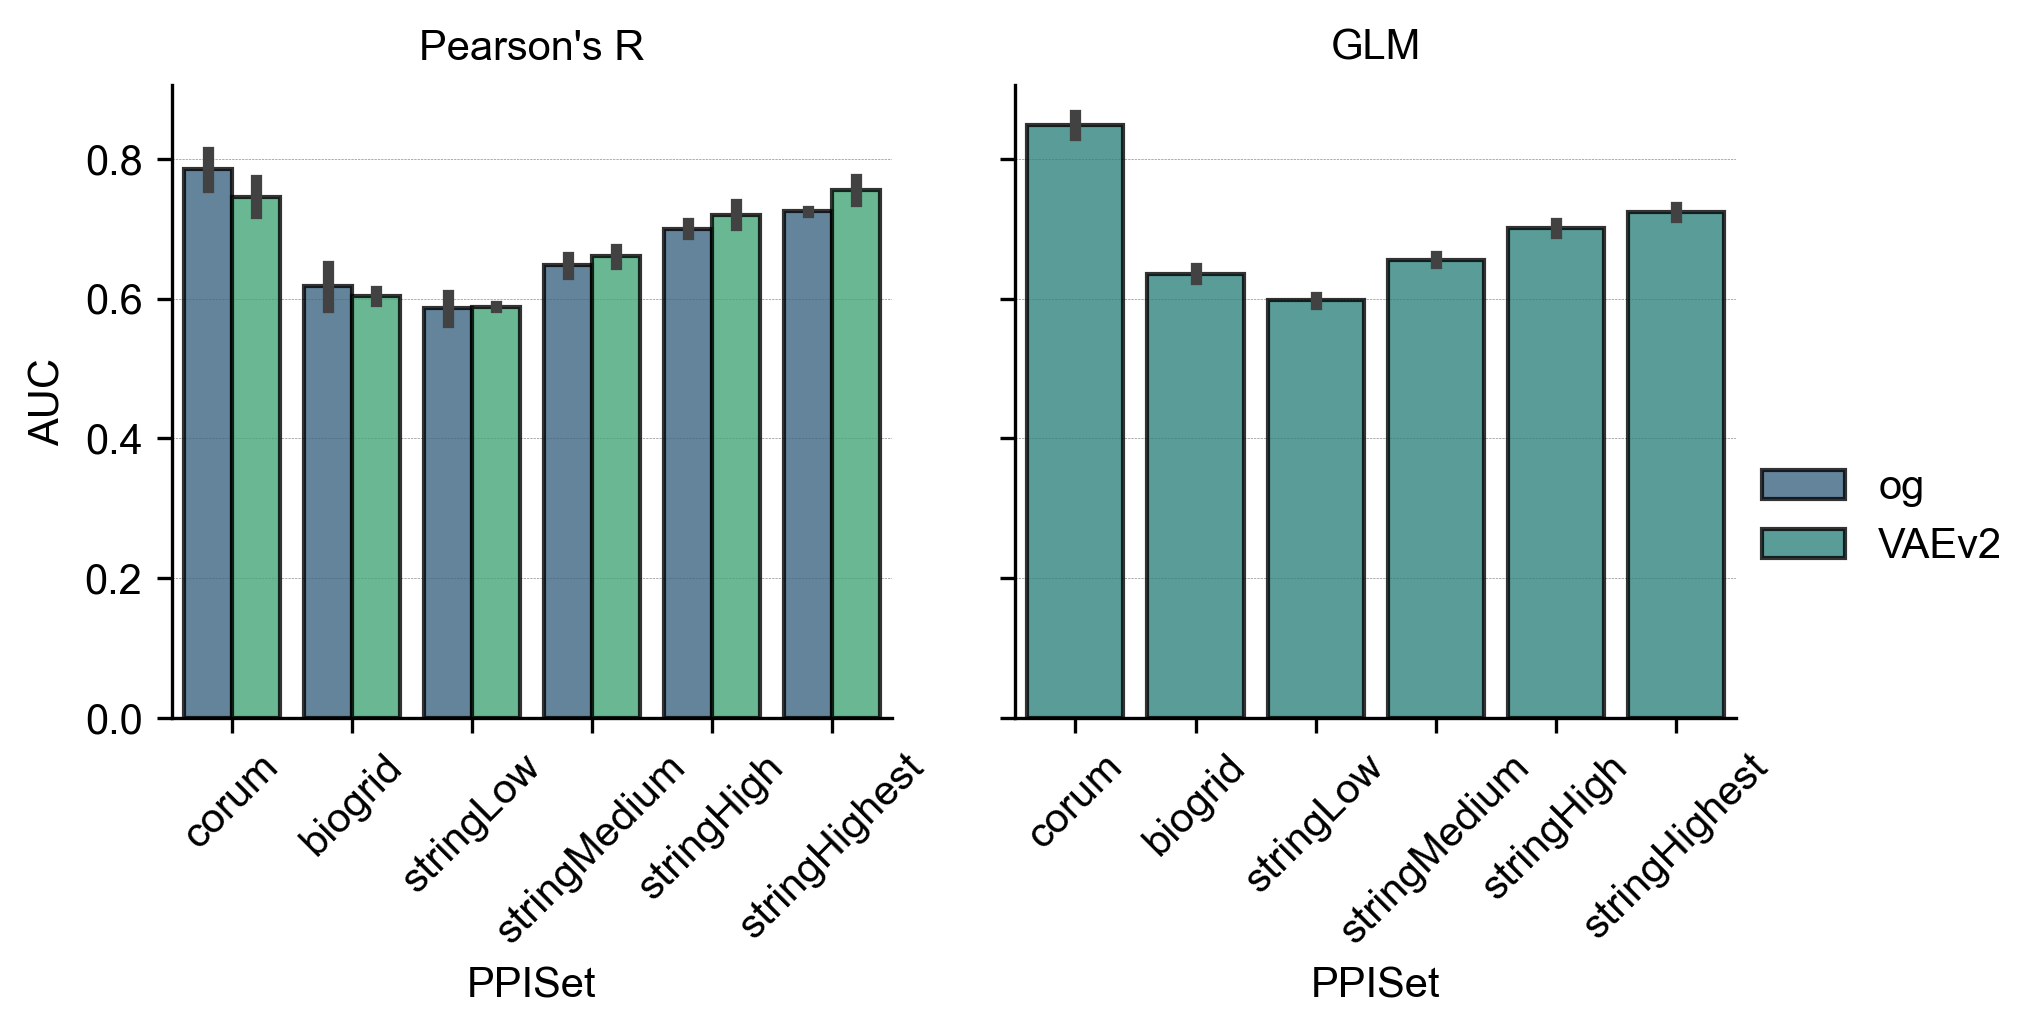 Pearson's R
GLM
AUC
0.8
0.6
0.4
0.2
0.0
corum
biogrid
stringLow
stringMedium
stringHigh
stringHighest
PPISet
corum
biogrid
stringLow
stringMedium
stringHigh
stringHighest
PPISet
og
VAEv2